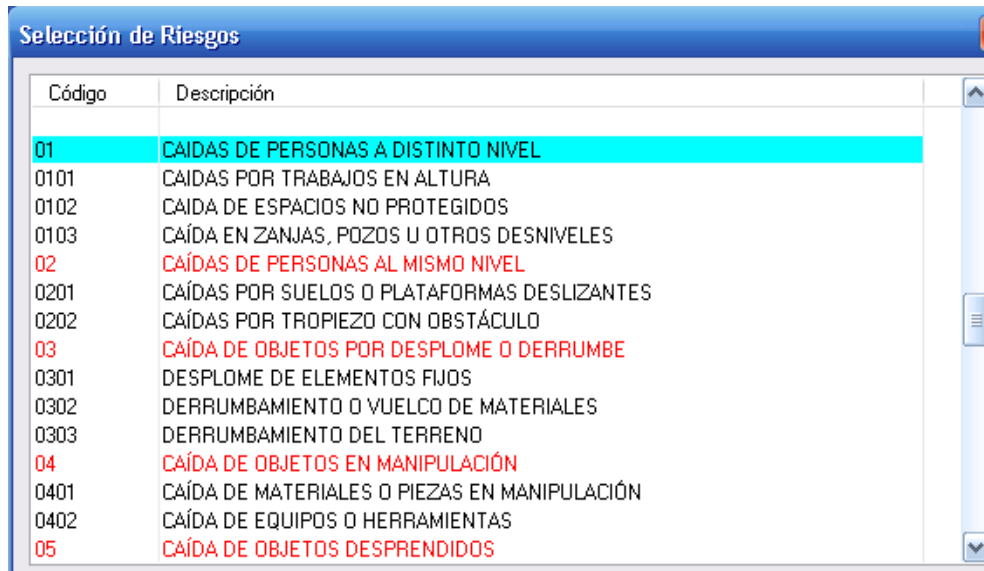 Selección de Riesgos
Código Descripción
01 CAIDAS DE PERSONAS A DISTINTO NIVEL
0101 CAIDAS POR TRABAJOS EN ALTURA
0102 CAIDA DE ESPACIOS NO PROTEGIDOS
0103 CAÍDA EN ZANJAS, POZOS U OTROS DESNIVELES
02 CAÍDAS DE PERSONAS AL MISMO NIVEL
0201 CAÍDAS POR SUELOS O PLATAFORMAS DESLIZANTES
0202 CAÍDAS POR TROPIEZO CON OBSTÁCULO
03 CAÍDA DE OBJETOS POR DESPLOME O DERRUMBE
0301 DESPLOME DE ELEMENTOS FIJOS
0302 DERRUMBAMIENTO O VUELCO DE MATERIALES
0303 DERRUMBAMIENTO DEL TERRENO
04 CAÍDA DE OBJETOS EN MANIPULACIÓN
0401 CAÍDA DE MATERIALES O PIEZAS EN MANIPULACIÓN
0402 CAÍDA DE EQUIPOS O HERRAMIENTAS
05 CAÍDA DE OBJETOS DESPRENDIDOS